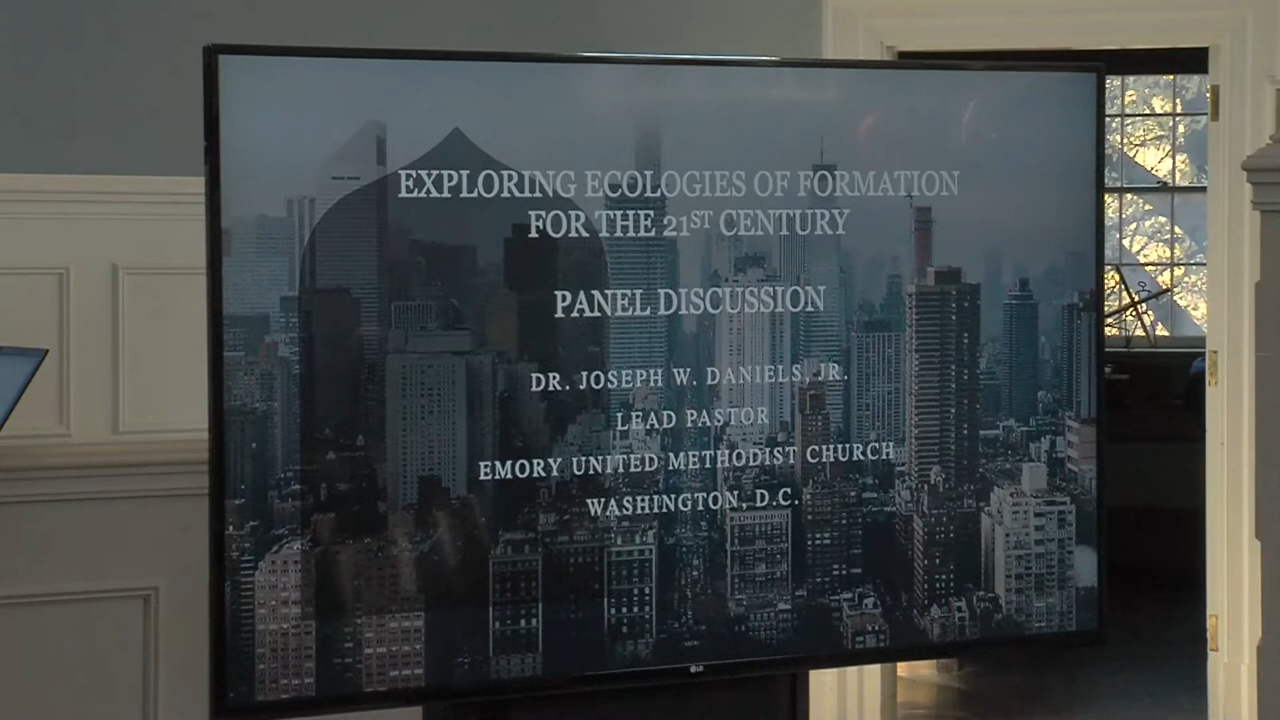 EXPLORING ECOLOGIES OF FORMATION
FOR THE 21ST CENTURY
PANEL DISCUSSION
DR. JOSEPH W. DANIELS, JR.
LEAD PASTOR
EMORY UNITED METHODIST CHURCH
WASHINGTON, D.C.
LG